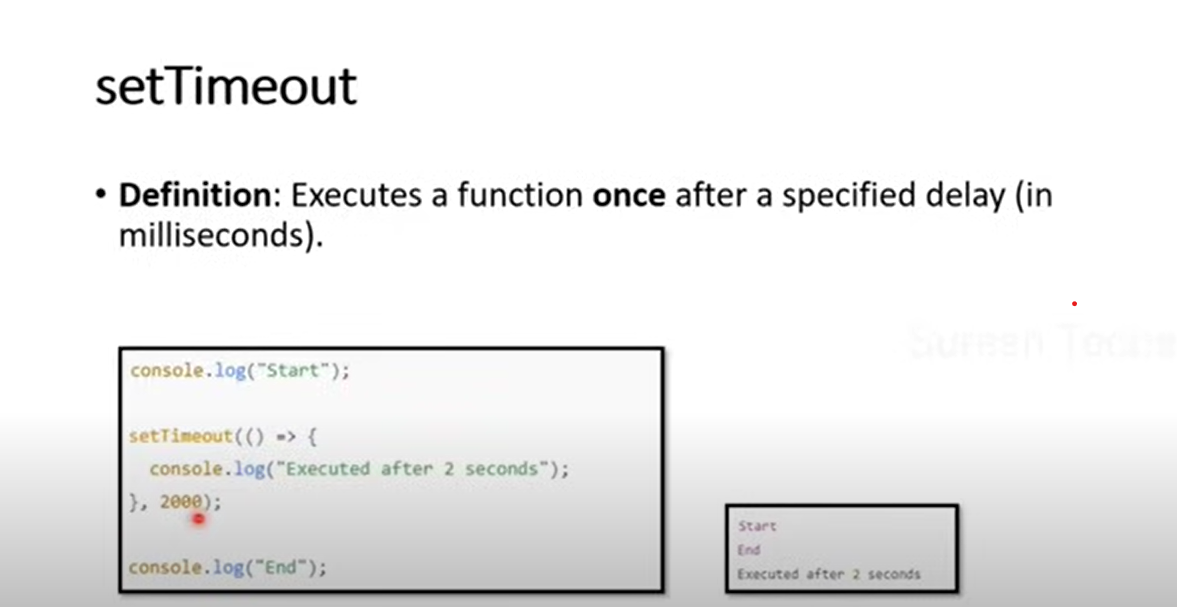 setTimeout
• Definition: Executes a function once after a specified delay (in
milliseconds).
console.log("Start");
setTimeout(() => {
console.log("Executed after 2 seconds");
}, 2000);
console.log("End");
Start
End
Executed after 2 seconds